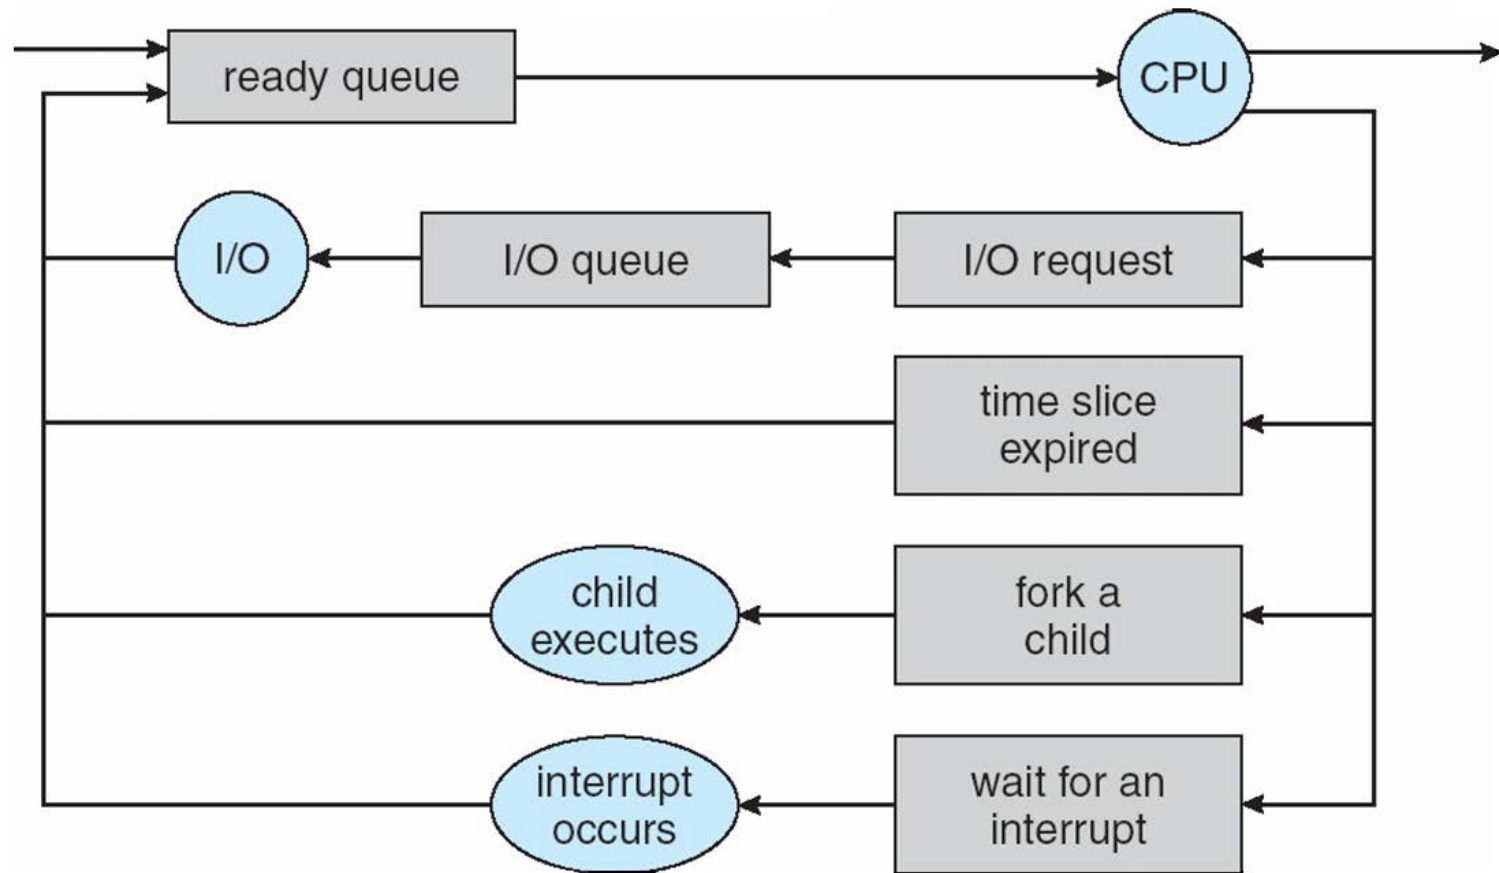 ready queue
CPU
I/O
I/O queue
I/O request
time slice
expired
child
executes
fork a
child
interrupt
occurs
wait for an
interrupt